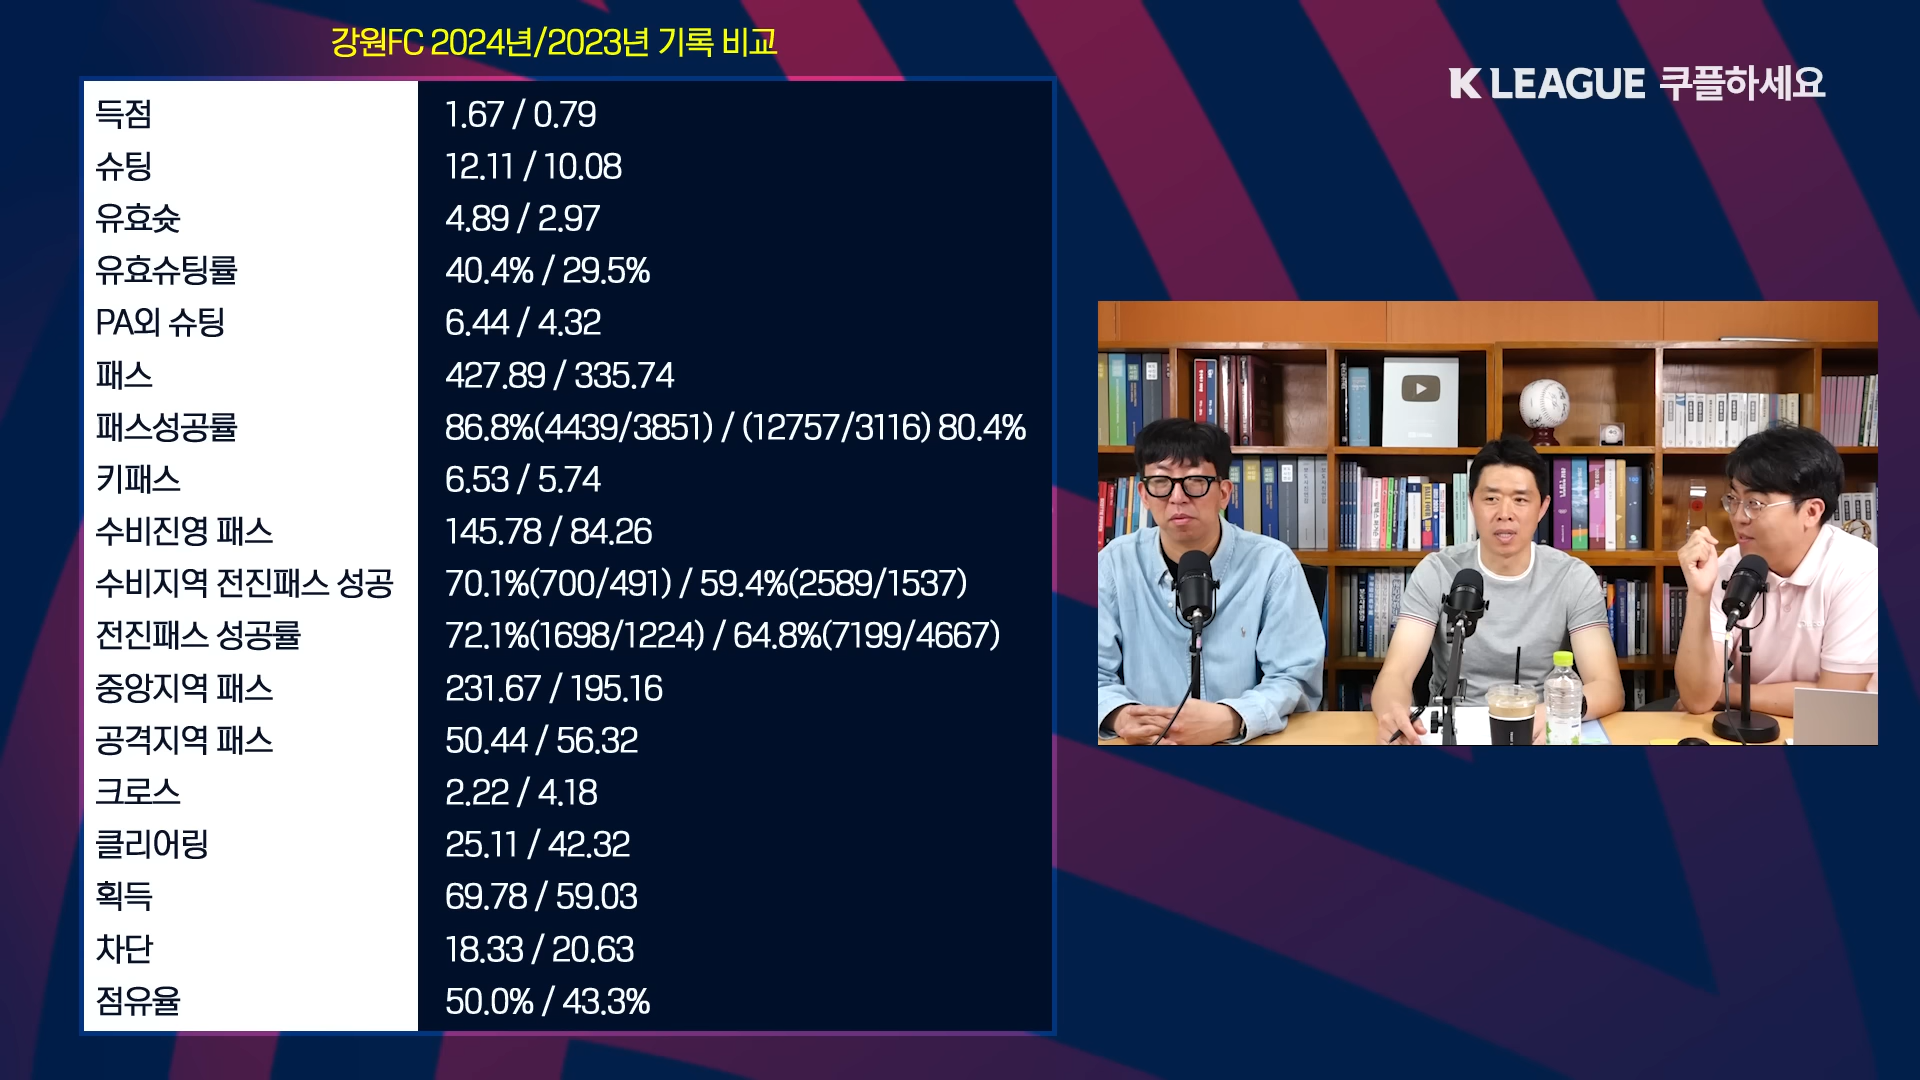 강원FC 2024년/2023년 기록 비교
K LEAGUE 쿠플하세요
득점 1.67 / 0.79
슈팅 12.11 / 10.08
유효슛 4.89 / 2.97
유효슈팅률 40.4% / 29.5%
PA외 슈팅 6.44 / 4.32
패스 427.89 / 335.74
패스성공률 86.8%(4439/3851) / (12757/3116) 80.4%
키패스 6.53 / 5.74
수비진영 패스 145.78 / 84.26
수비지역 전진패스 성공 70.1%(700/491) / 59.4%(2589/1537)
전진패스 성공률 72.1%(1698/1224) / 64.8%(7199/4667)
중앙지역 패스 231.67 / 195.16
공격지역 패스 50.44 / 56.32
크로스 2.22 / 4.18
클리어링 25.11 / 42.32
획득 69.78 / 59.03
차단 18.33 / 20.63
점유율 50.0% / 43.3%